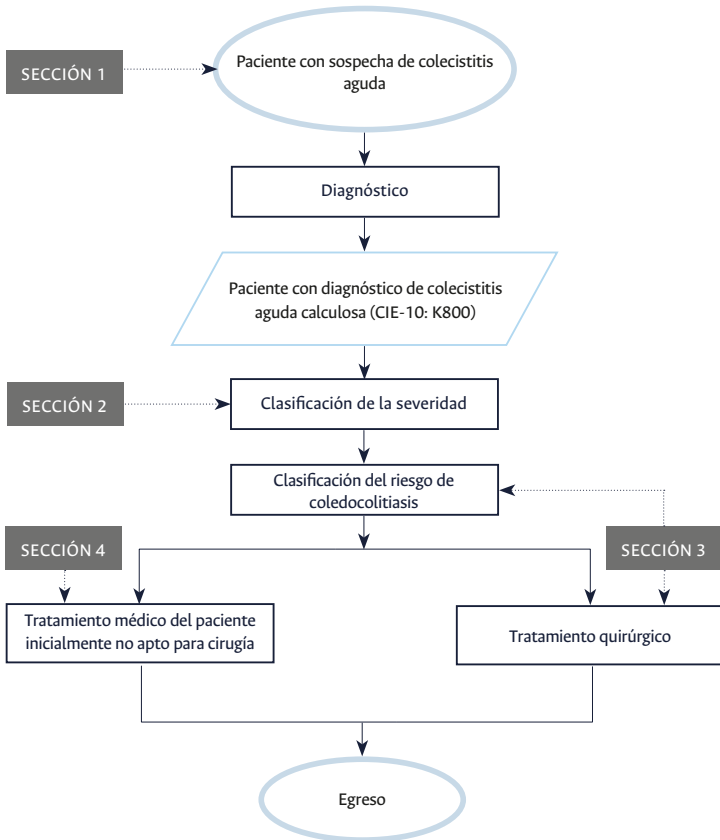 SECCIÓN 1
Paciente con sospecha de colecistitis
aguda
Diagnóstico
Paciente con diagnóstico de colecistitis
aguda calculosa (CIE-10: K800)
SECCIÓN 2
Clasificación de la severidad
Clasificación del riesgo de
coledocolitiasis
SECCIÓN 4
SECCIÓN 3
Tratamiento médico del paciente
inicialmente no apto para cirugía
Tratamiento quirúrgico
Egreso